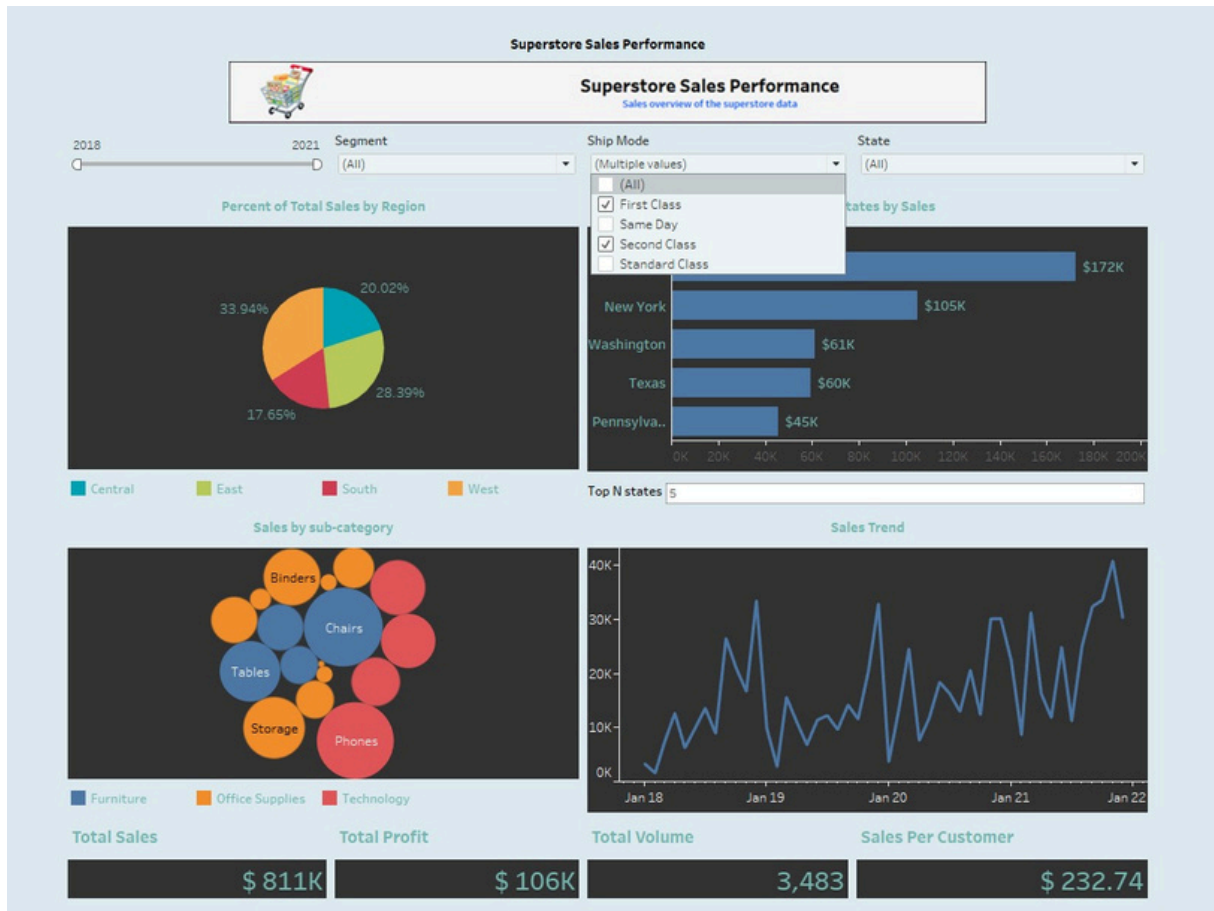 Superstore Sales Performance
Superstore Sales Performance
Sales overview of the superstore data
2018
2021
Segment
(All)
Ship Mode
(Multiple values)
State
(All)
(All)
First Class
Same Day
Second Class
Standard Class
Percent of Total Sales by Region
tates by Sales
20.02%
33.94%
28.39%
17.65%
Central East South West
$172K
New York $105K
Washington $61K
Texas $60K
Pennsylva.. $45K
0K 20K 40K 60K 80K 100K 120K 140K 160K 180K 200K
Top N states 5
Sales by sub-category
Binders
Chairs
Tables
Storage
Phones
Furniture Office Supplies Technology
Sales Trend
40K
30K
20K
10K
0K
Jan 18 Jan 19 Jan 20 Jan 21 Jan 22
Total Sales
$ 811K
Total Profit
$ 106K
Total Volume
3,483
Sales Per Customer
$ 232.74